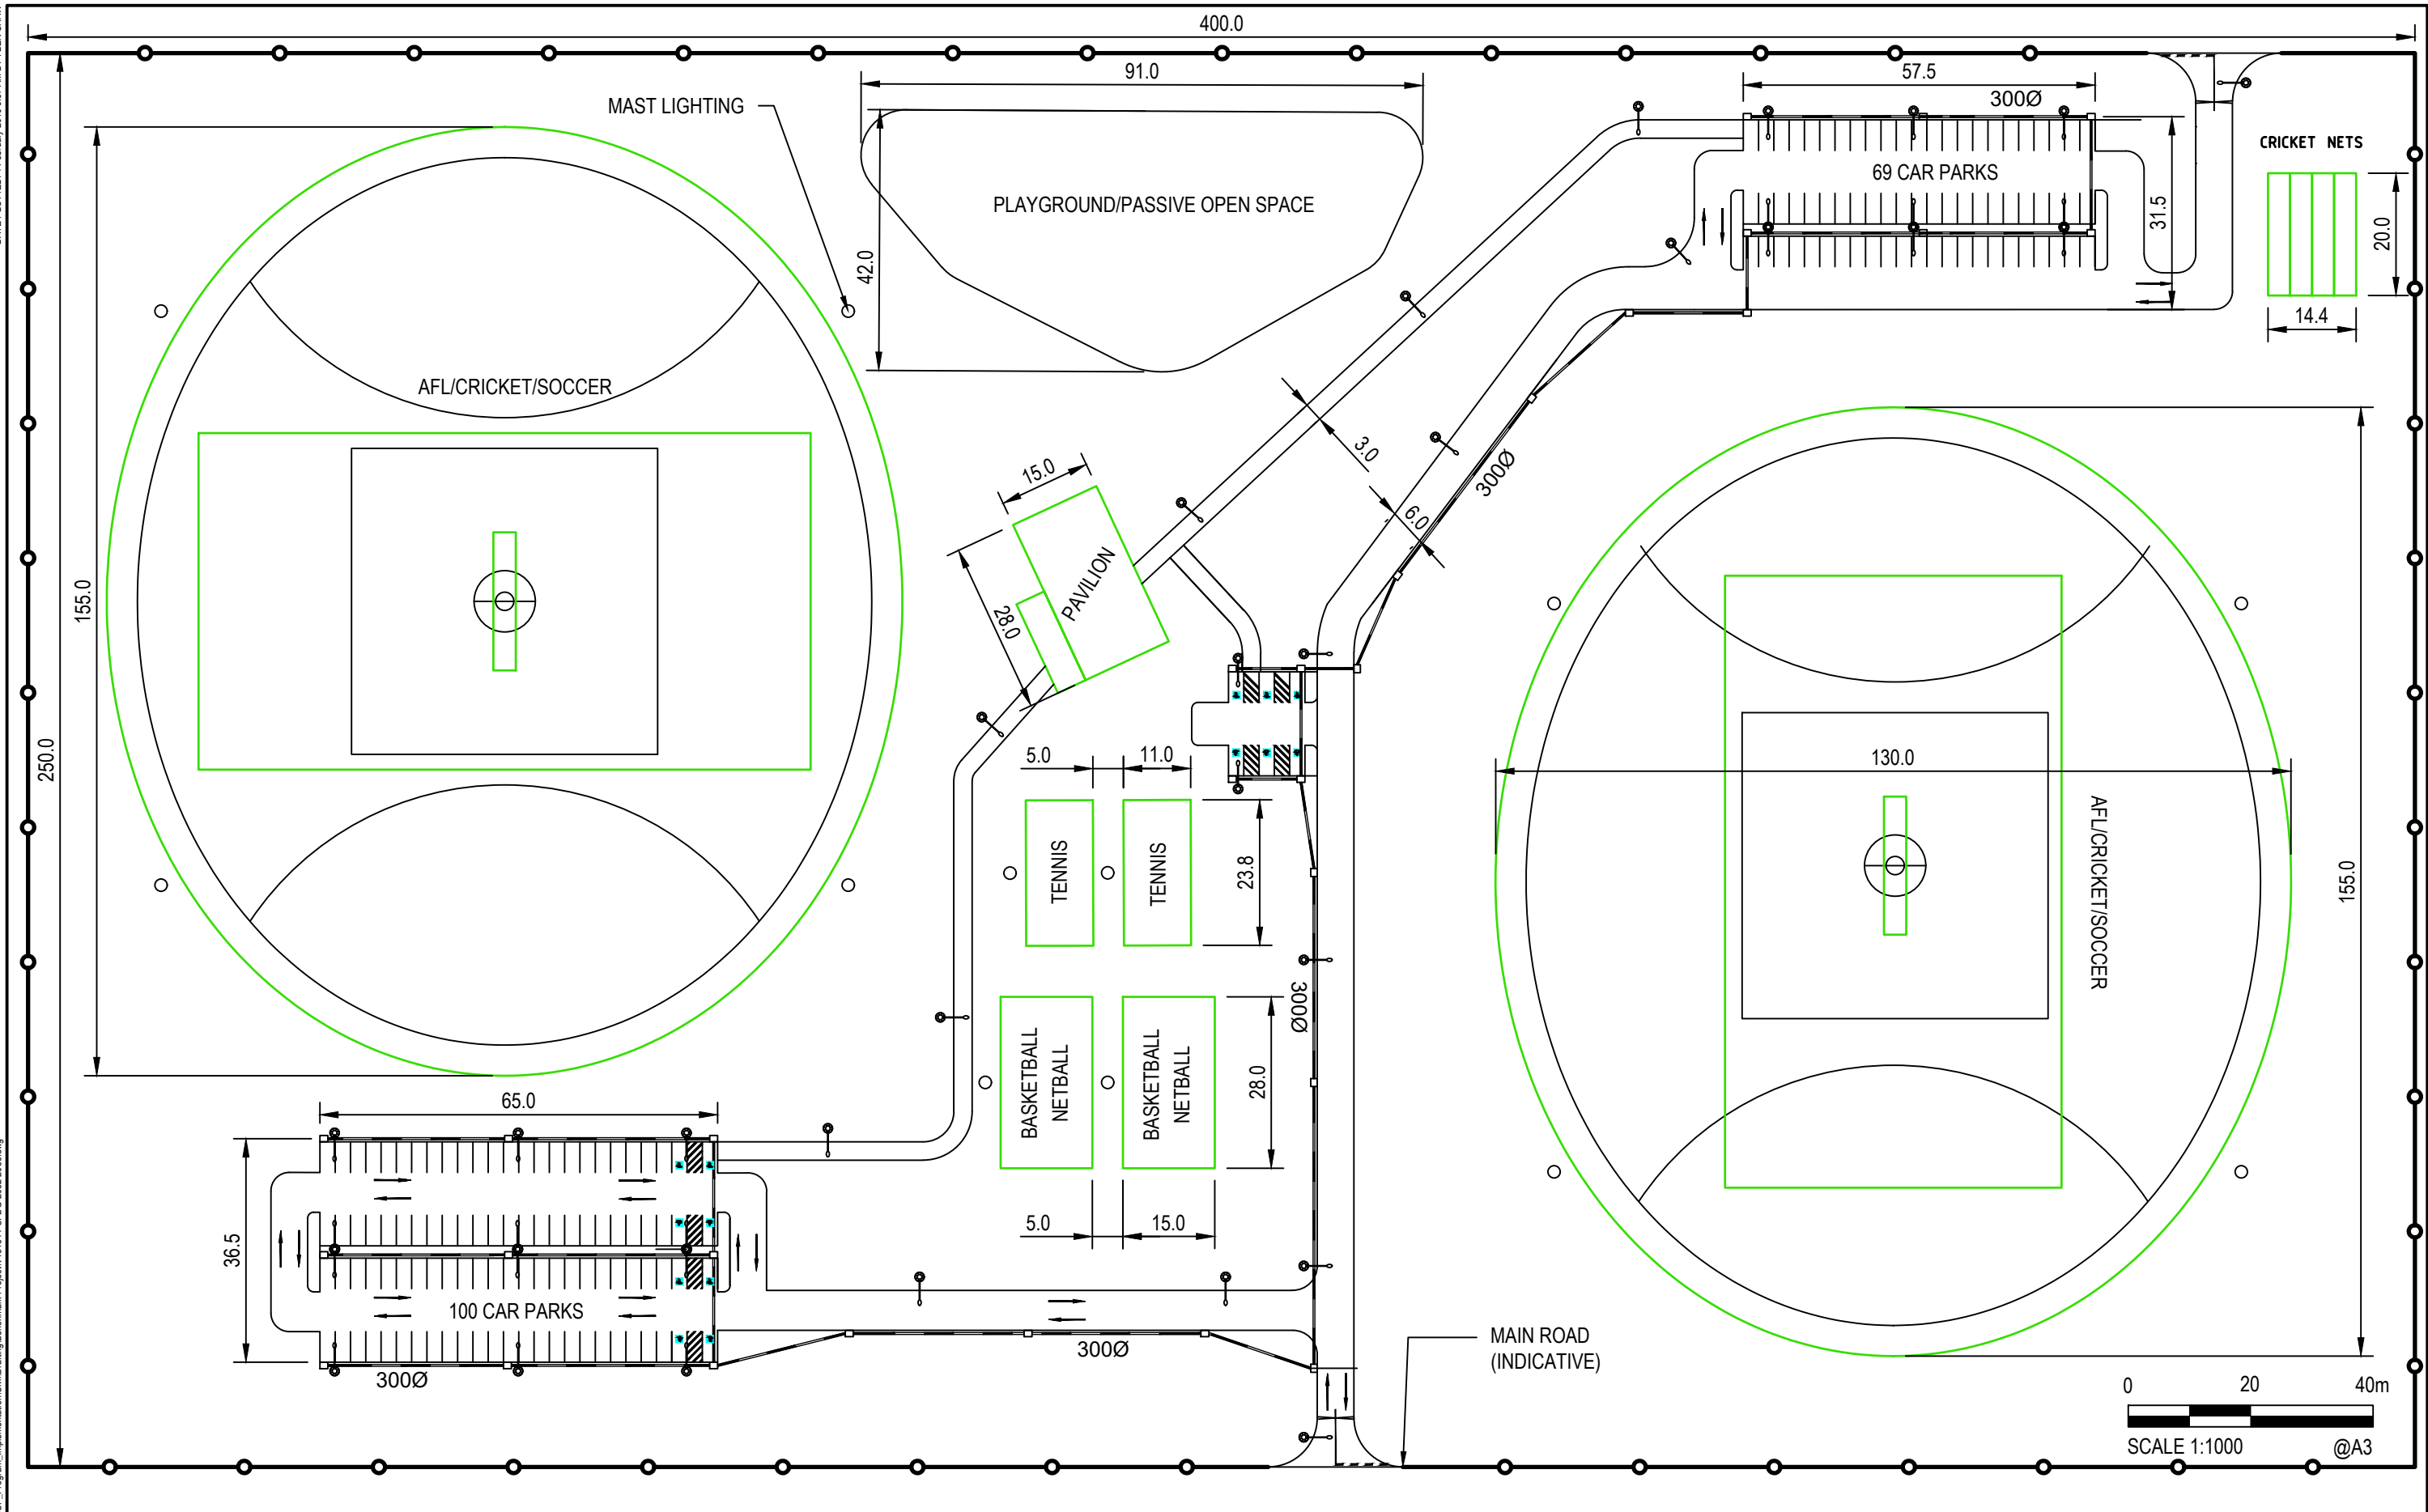 400.0
91.0
57.5
MAST LIGHTING
300Ø
CRICKET NETS
69 CAR PARKS
PLAYGROUND/PASSIVE OPEN SPACE
31.5
20.0
42.0
14.4
AFL/CRICKET/SOCCER
3.0
15.0
300Ø
6.0
PAVILION
28.0
155.0
250.0
5.0
11.0
130.0
TENNIS
TENNIS
23.8
AFL/CRICKET/SOCCER
155.0
300Ø
BASKETBALL
NETBALL
BASKETBALL
NETBALL
28.0
65.0
5.0
15.0
36.5
100 CAR PARKS
300Ø
300Ø
MAIN ROAD
(INDICATIVE)
0 20 40m
SCALE 1:1000 @A3